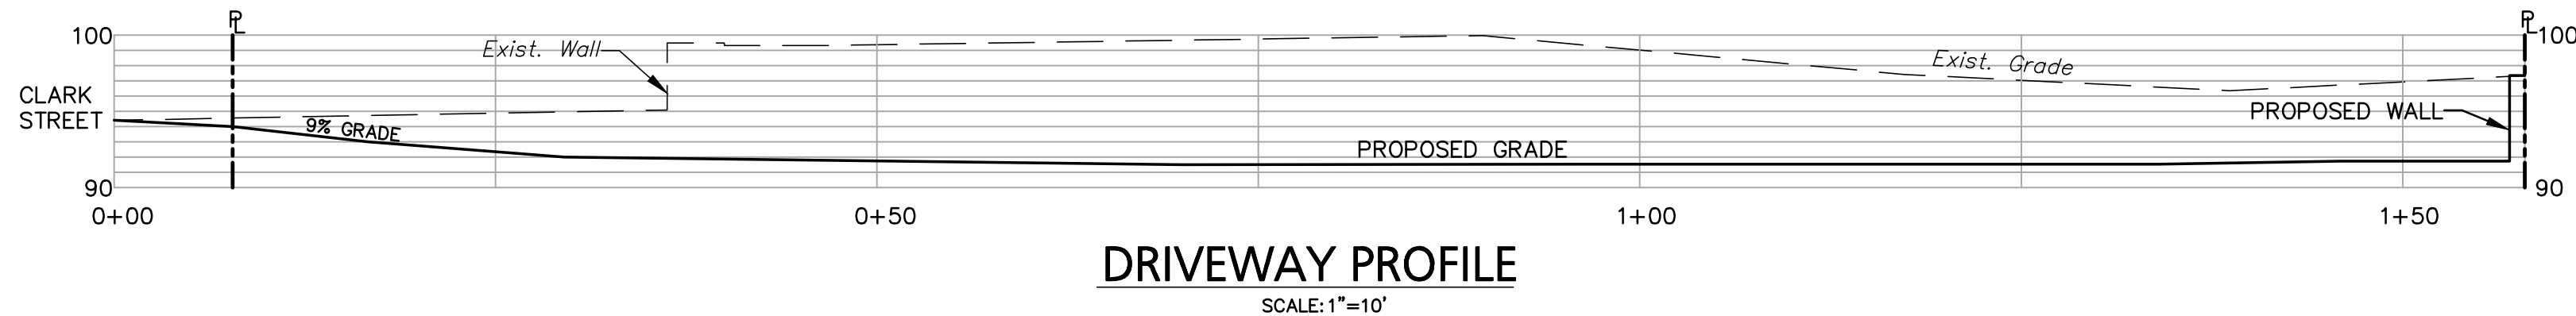 PL
PL
100
Exist. Wall
Exist. Grade
100
CLARK
STREET
9% GRADE
PROPOSED WALL
PROPOSED GRADE
90
90
0+00
0+50
1+00
1+50
DRIVEWAY PROFILE
SCALE: 1"=10'